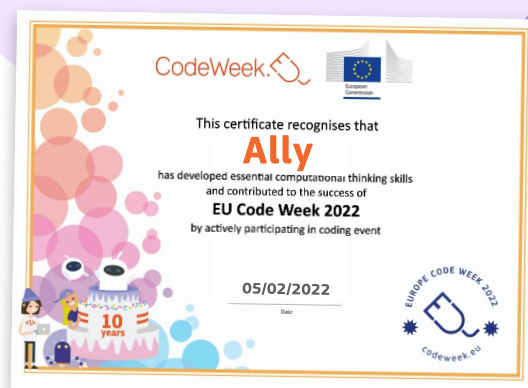 CodeWeek.
European
Commission
This certificate recognises that
Ally
has developed essential computational thinking skills
and contributed to the success of
EU Code Week 2022
by actively participating in coding event
05/02/2022
Date
10
years
EUROPE CODE WEEK 2022
codeweek.eu